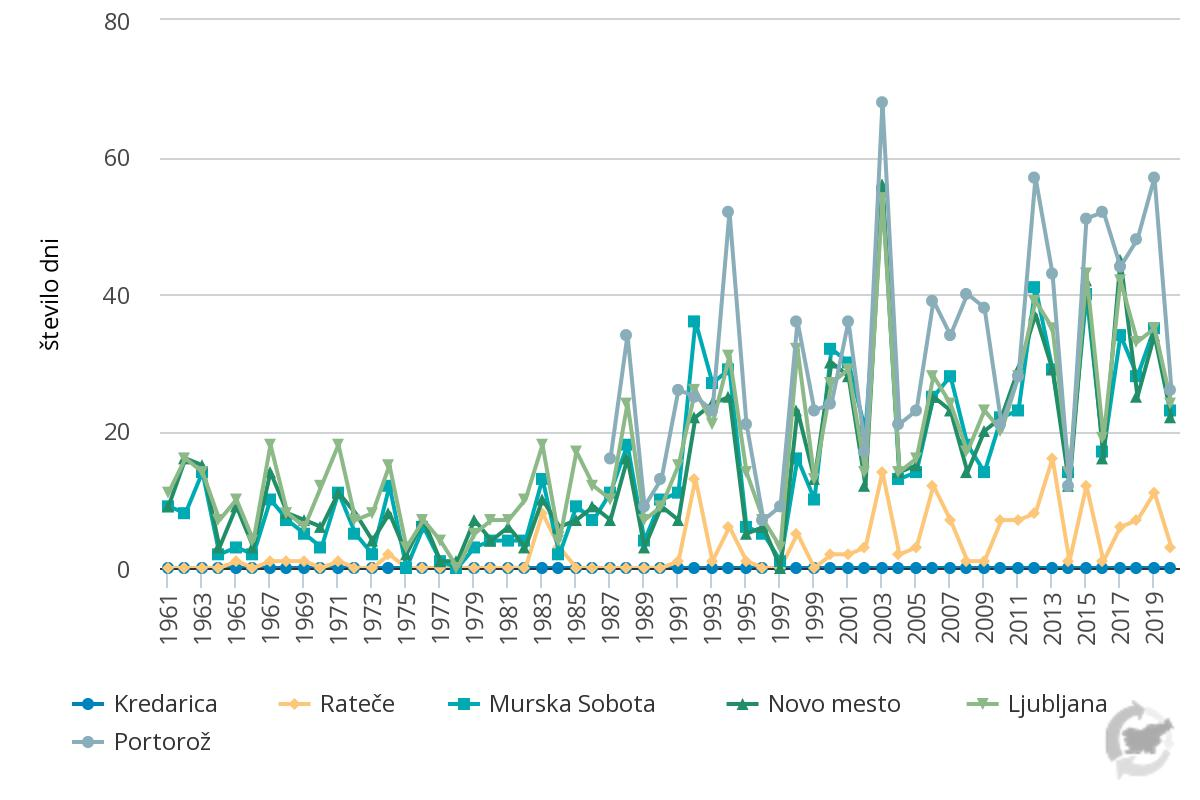 80
60
40
20
0
število dni
1961 1963 1965 1967 1969 1971 1973 1975 1977 1979 1981 1983 1985 1987 1989 1991 1993 1995 1997 1999 2001 2003 2005 2007 2009 2011 2013 2015 2017 2019
Kredarica Rateče Murska Sobota Novo mesto Ljubljana
Portorož